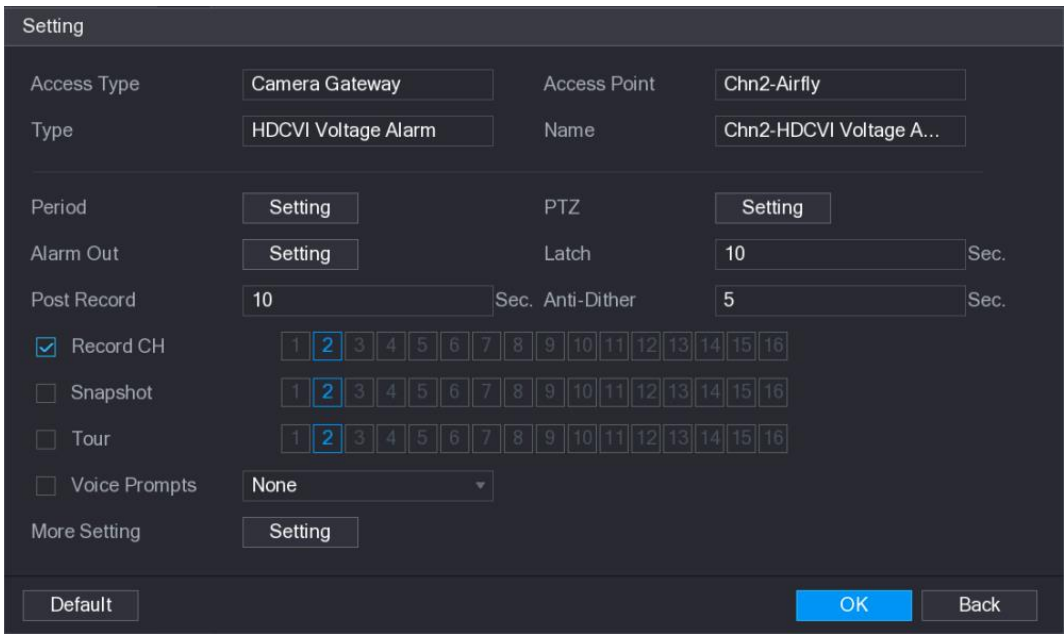 Setting
Access Type Camera Gateway Access Point Chn2-Airfly
Type HDCVI Voltage Alarm Name Chn2-HDCVI Voltage A...
Period Setting PTZ Setting
Alarm Out Setting Latch 10 Sec.
Post Record 10 Sec. Anti-Dither 5 Sec.
Record CH 1 2 3 4 5 6 7 8 9 10 11 12 13 14 15 16
Snapshot 1 2 3 4 5 6 7 8 9 10 11 12 13 14 15 16
Tour 1 2 3 4 5 6 7 8 9 10 11 12 13 14 15 16
Voice Prompts None
More Setting Setting
Default OK Back